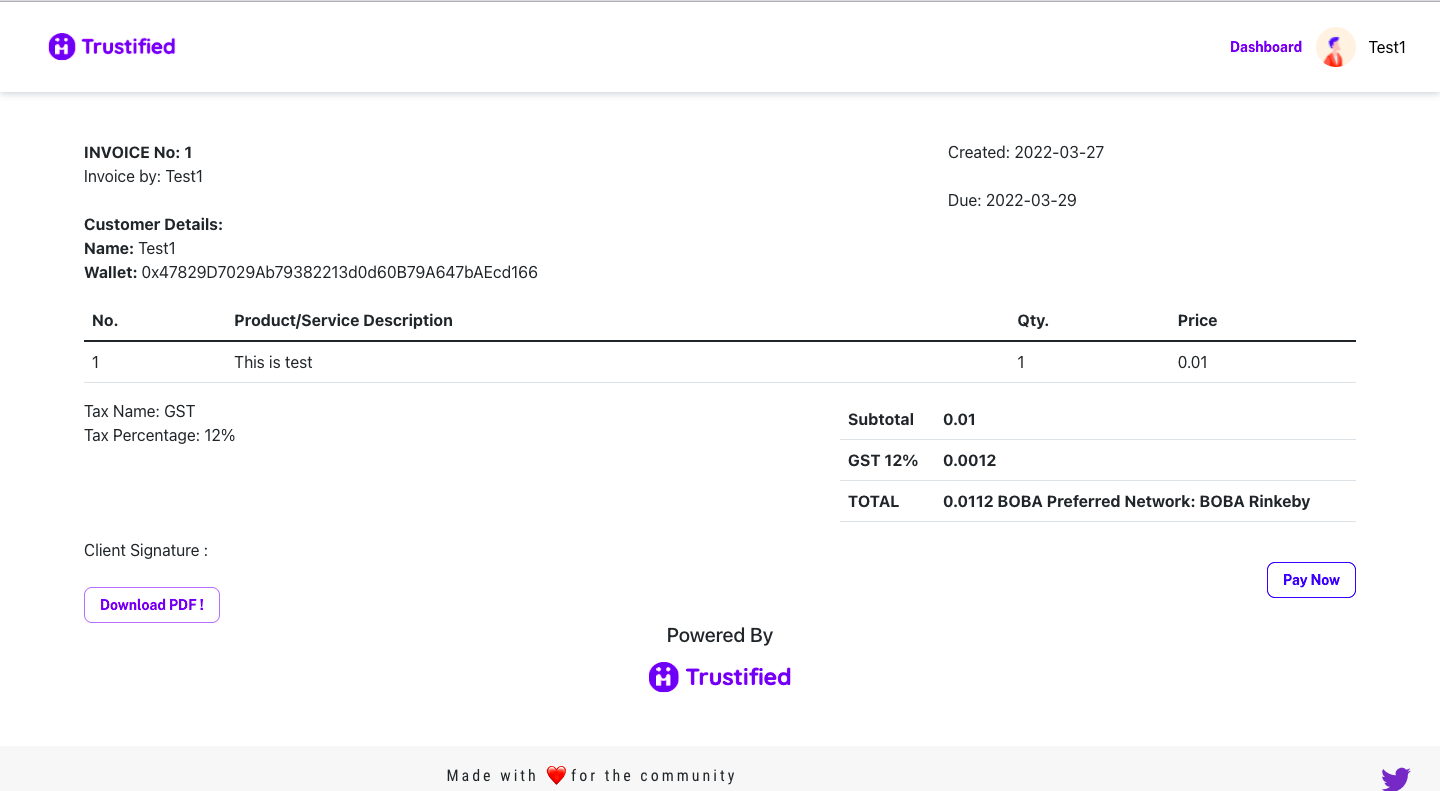 Trustified
Dashboard
Test1
INVOICE No: 1
Invoice by: Test1
Created: 2022-03-27
Due: 2022-03-29
Customer Details:
Name: Test1
Wallet: 0x47829D7029Ab79382213d0d60B79A647bAEcd166
No. Product/Service Description Qty. Price
1 This is test 1 0.01
Tax Name: GST
Tax Percentage: 12%
Subtotal 0.01
GST 12% 0.0012
TOTAL 0.0112 BOBA Preferred Network: BOBA Rinkeby
Client Signature :
Pay Now
Download PDF !
Powered By
Trustified
Made with ❤️ for the community